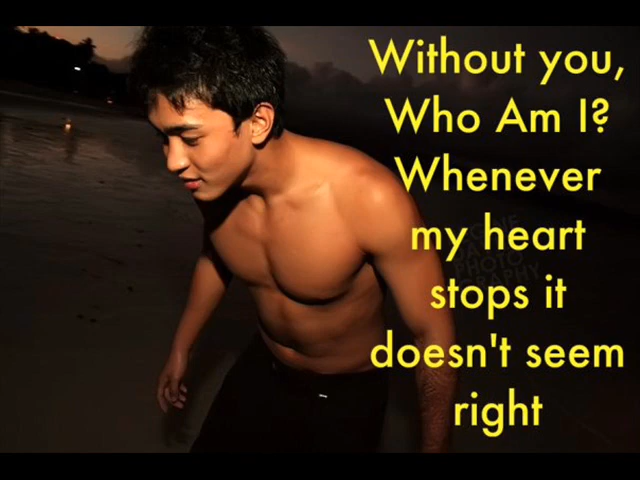 Without you,
Who Am I?
Whenever
my heart
stops it
doesn't seem
right